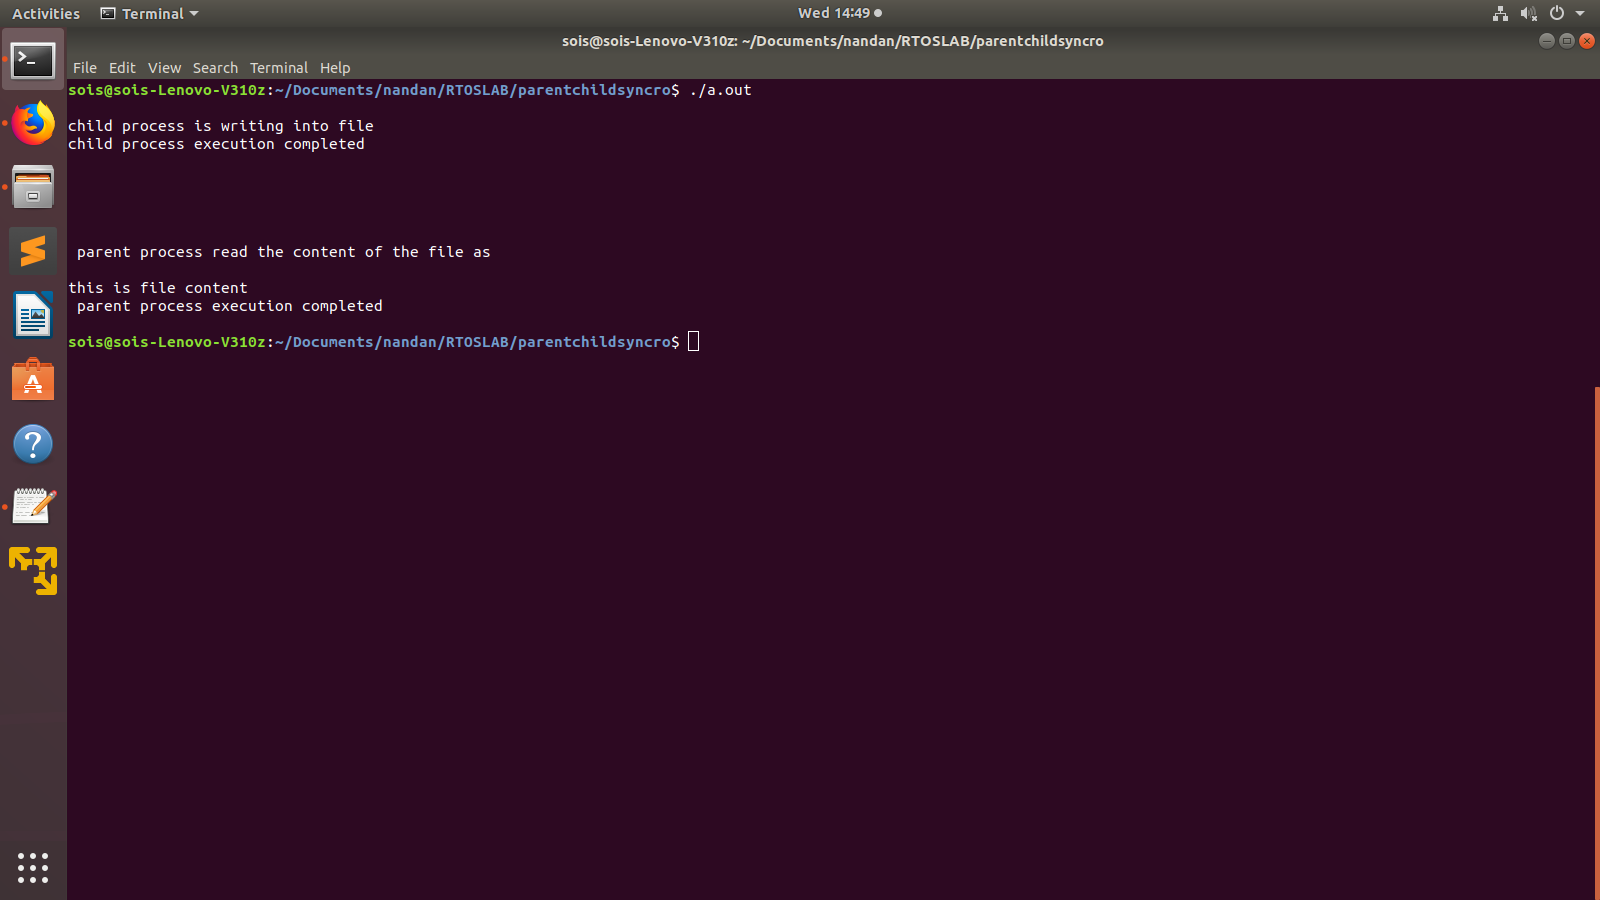 Activities Terminal Wed 14:49
sois@sois-Lenovo-V310z: ~/Documents/nandan/RTOSLAB/parentchildsyncro
File Edit View Search Terminal Help
sois@sois-Lenovo-V310z:~/Documents/nandan/RTOSLAB/parentchildsyncro$ ./a.out
child process is writing into file
child process execution completed
parent process read the content of the file as
this is file content
parent process execution completed
sois@sois-Lenovo-V310z:~/Documents/nandan/RTOSLAB/parentchildsyncro$